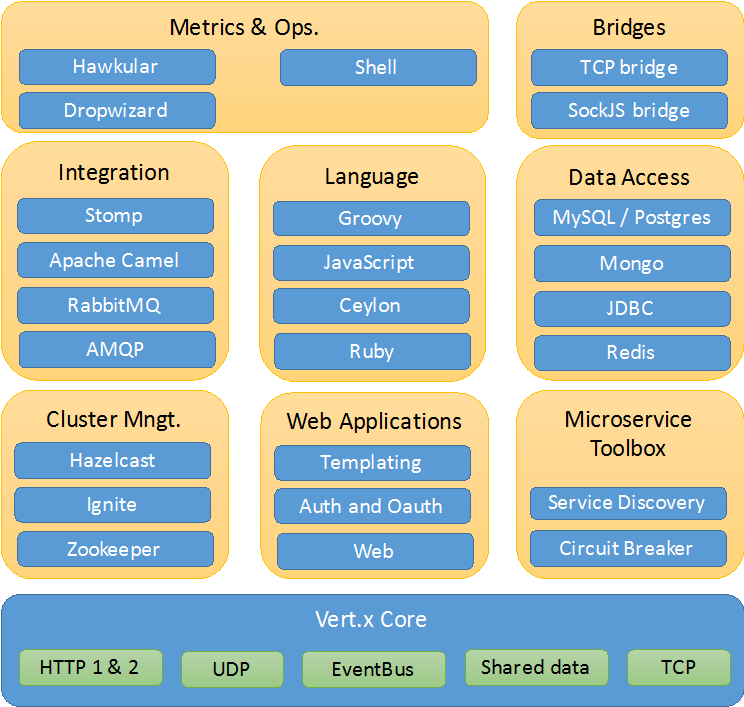 Metrics & Ops.
Hawkular
Shell
Dropwizard
Bridges
TCP bridge
SockJS bridge
Integration
Stomp
Apache Camel
RabbitMQ
AMQP
Language
Groovy
JavaScript
Ceylon
Ruby
Data Access
MySQL / Postgres
Mongo
JDBC
Redis
Cluster Mngt.
Hazelcast
Ignite
Zookeeper
Web Applications
Templating
Auth and Oauth
Web
Microservice
Toolbox
Service Discovery
Circuit Breaker
Vert.x Core
HTTP 1 & 2
UDP
EventBus
Shared data
TCP